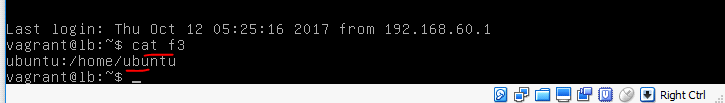 Last login: Thu Oct 12 05:25:16 2017 from 192.168.60.1
vagrant@lb:~$ cat f3
ubuntu:/home/ubuntu
vagrant@lb:~$ _
Right Ctrl